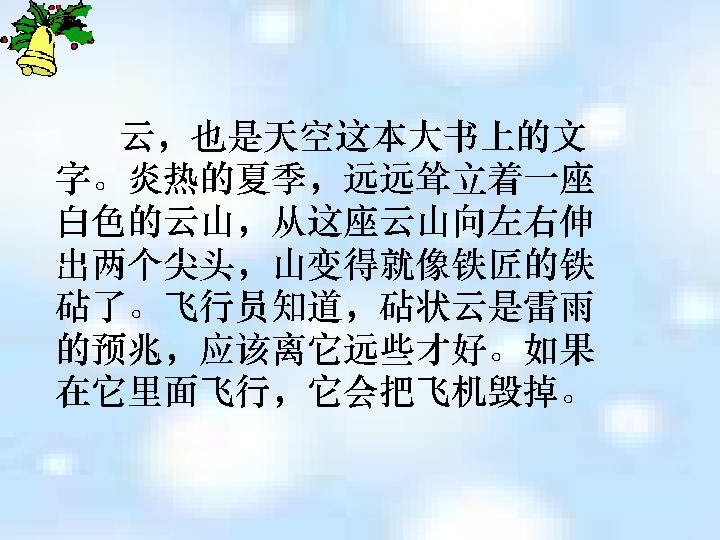 云，也是天空这本大书上的文
字。炎热的夏季，远远耸立着一座
白色的云山，从这座云山向左右伸
出两个尖头，山变得就像铁匠的铁
砧了。飞行员知道，砧状云是雷雨
的预兆，应该离它远些才好。如果
在它里面飞行，它会把飞机毁掉。